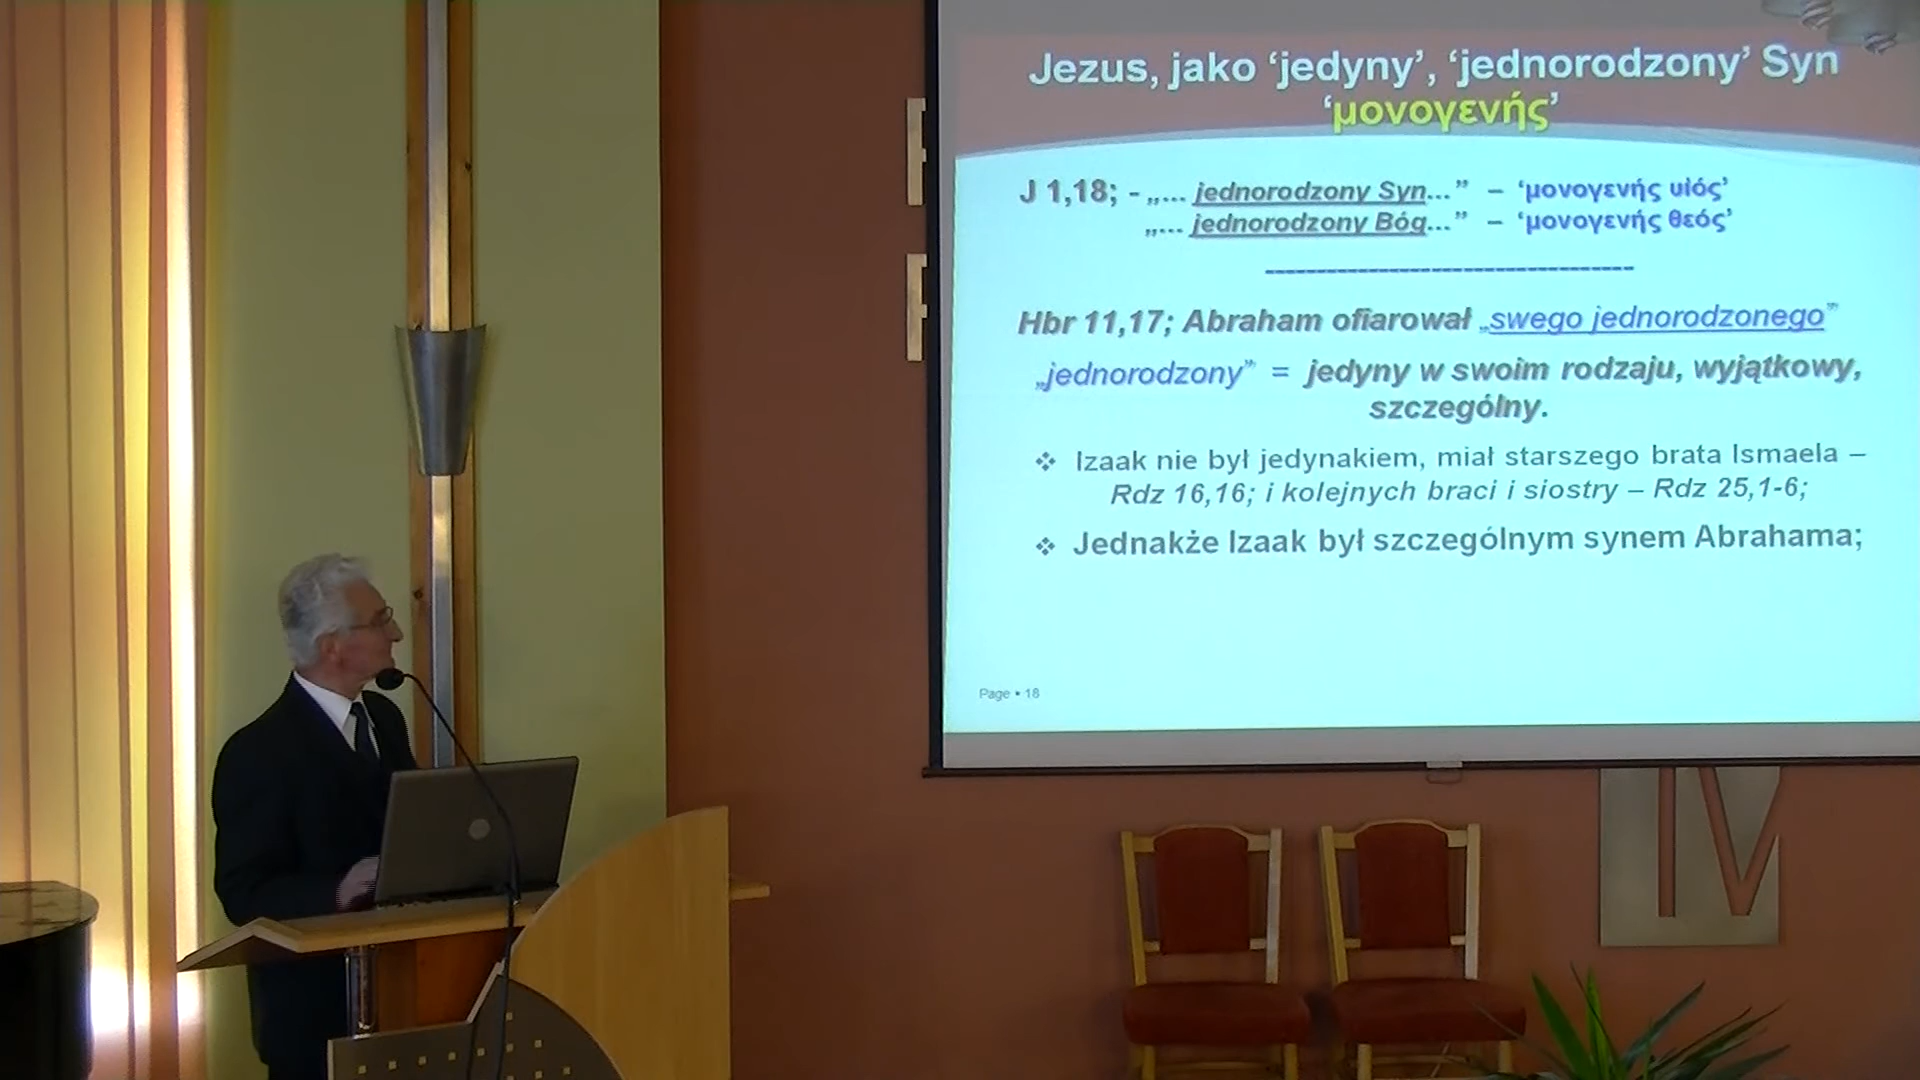 Jezus, jako ‘jedyny’, ‘jednorodzony’ Syn
‘μονογενής’
J 1,18; - „... jednorodzony Syn...” – ‘μονογενής υἱός’
„... jednorodzony Bóg...” – ‘μονογενής θεός’
-----------------------------------
Hbr 11,17; Abraham ofiarował „swego jednorodzonego”
„jednorodzony” = jedyny w swoim rodzaju, wyjątkowy,
szczególny.
❖ Izaak nie był jedynakiem, miał starszego brata Ismaela –
Rdz 16,16; i kolejnych braci i siostry – Rdz 25,1-6;
❖ Jednakże Izaak był szczególnym synem Abrahama;
Page ▪ 18
IV